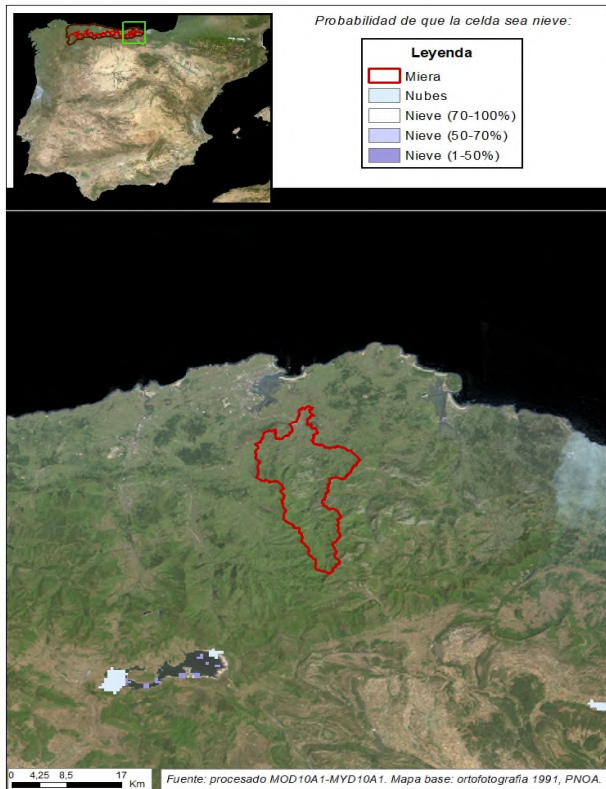 Probabilidad de que la celda sea nieve:
Leyenda
Miera
Nubes
Nieve (70-100%)
Nieve (50-70%)
Nieve (1-50%)
0 4,25 8,5 17
Km
Fuente: procesado MOD10A1-MYD10A1. Mapa base: ortofotografia 1991, PNOA.